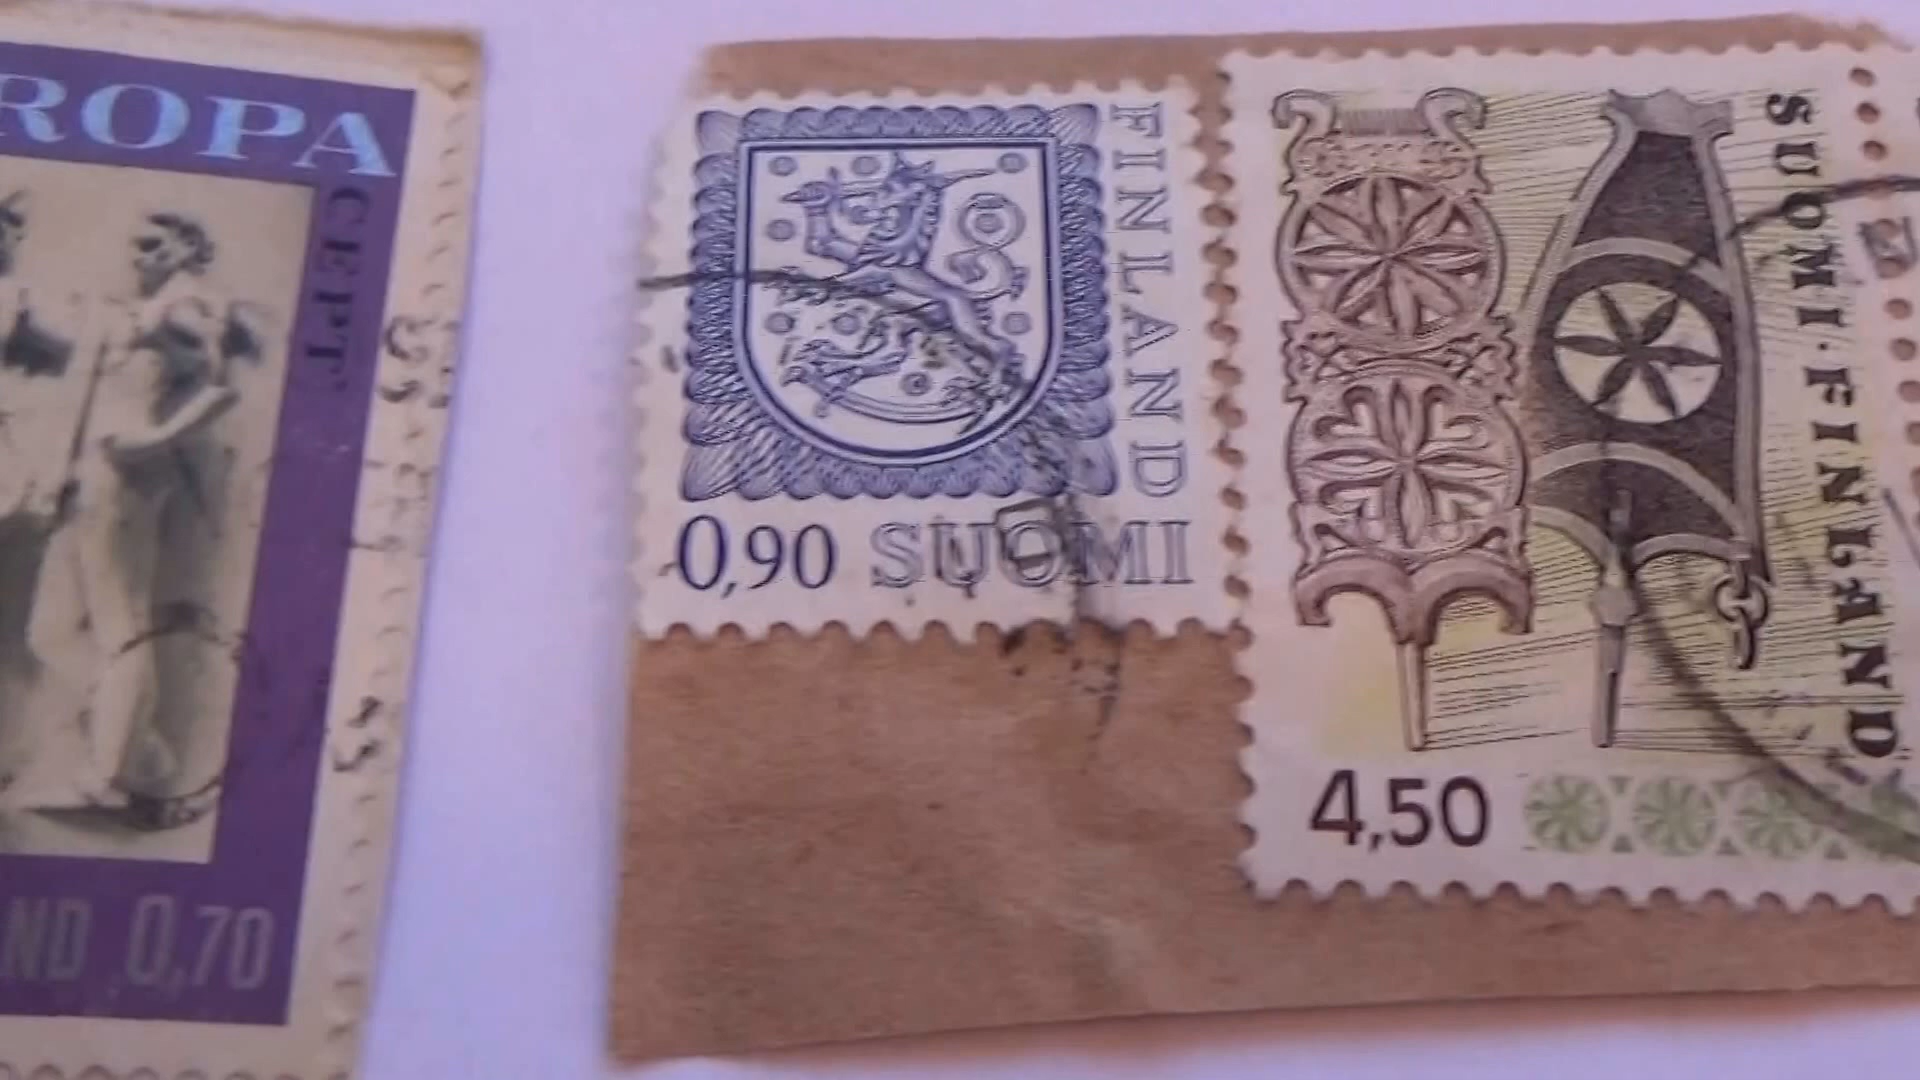 ROPA
CEPT
ND 0,70
FINLAND
0,90 SUOMI
SUOMI·FINLAND
4,50